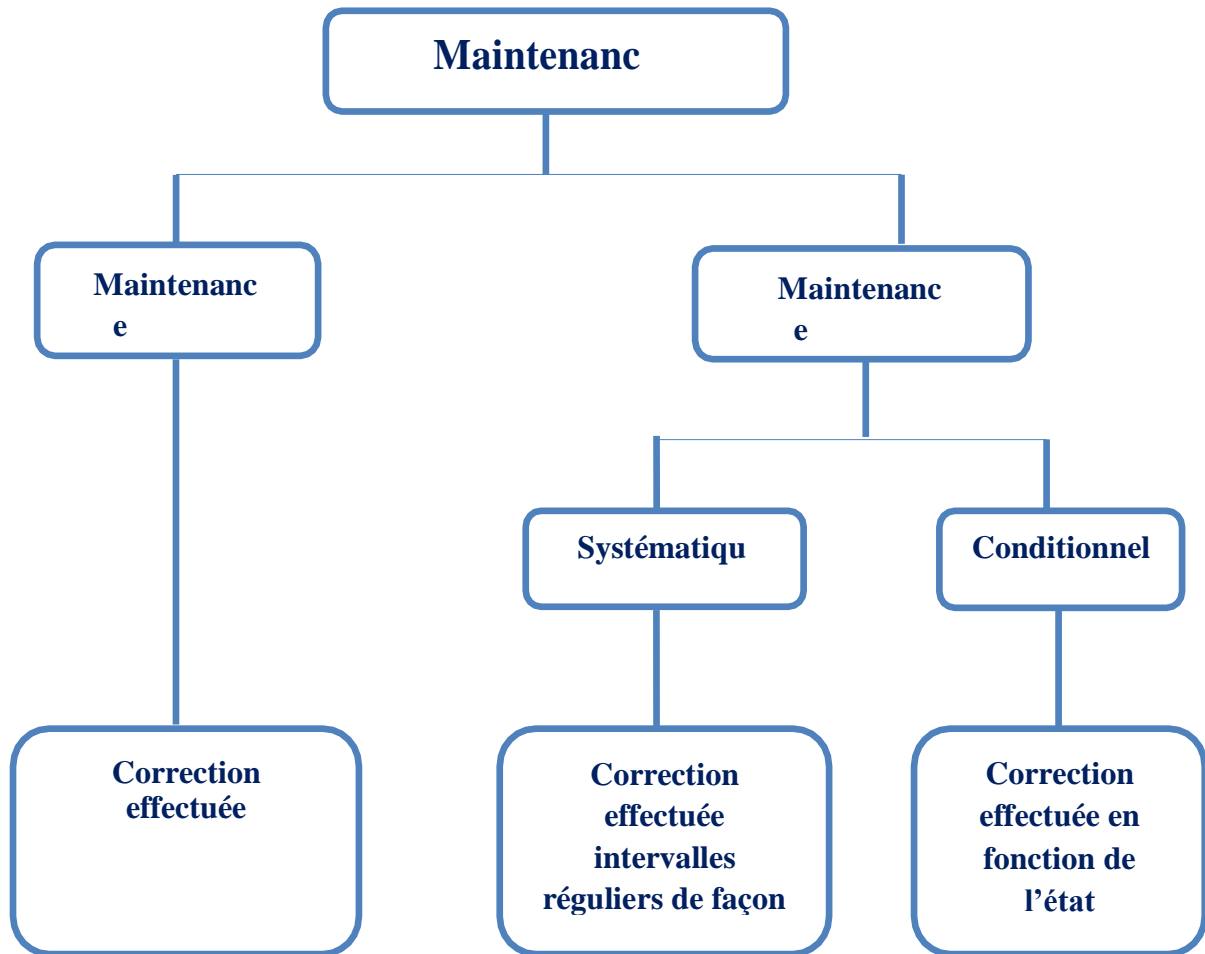 Maintenanc
Maintenanc
e
Maintenanc
e
Systématiqu
Conditionnel
Correction
effectuée
Correction
effectuée
intervalles
réguliers de façon
Correction
effectuée en
fonction de
l’état